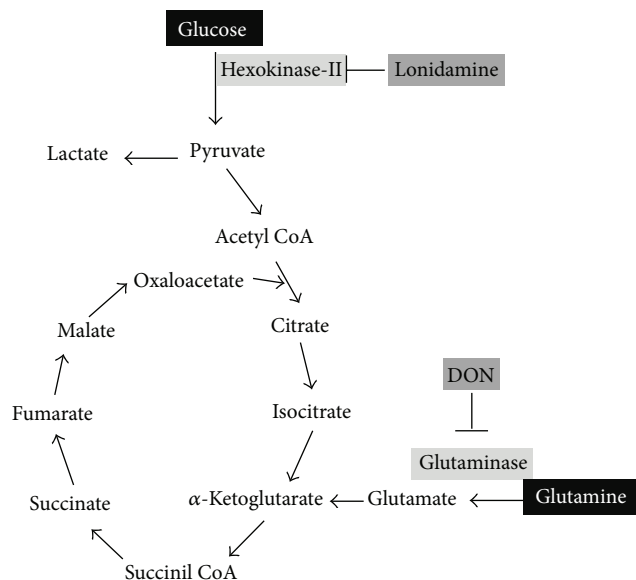 Glucose
Hexokinase-II
Lonidamine
Lactate
Pyruvate
Acetyl CoA
Oxaloacetate
Citrate
Malate
DON
Fumarate
Isocitrate
Glutaminase
Succinate
α-Ketoglutarate
Glutamate
Glutamine
Succinil CoA